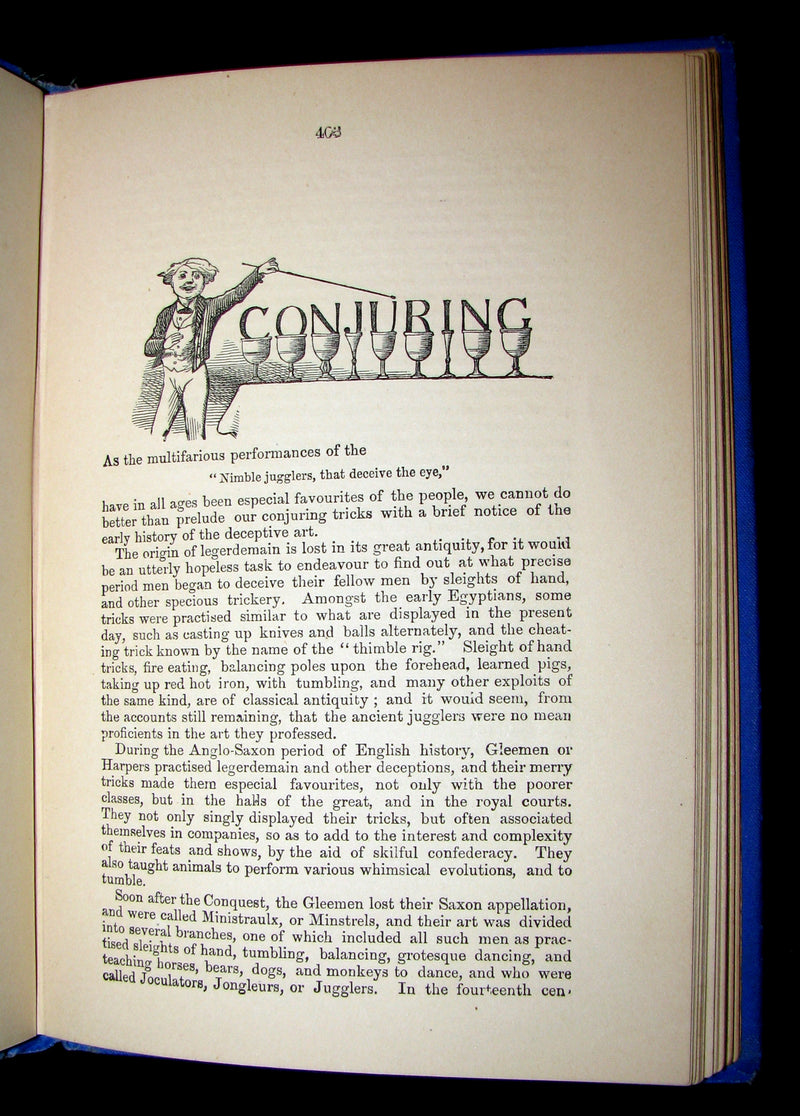 403
CONJURING
As the multifarious performances of the
“Nimble jugglers, that deceive the eye,”
have in all ages been especial favourites of the people, we cannot do
better than prelude our conjuring tricks with a brief notice of the
early history of the deceptive art.
The origin of legerdemain is lost in its great antiquity, for it would
be an utterly hopeless task to endeavour to find out at what precise
period men began to deceive their fellow men by sleights of hand,
and other specious trickery. Amongst the early Egyptians, some
tricks were practised similar to what are displayed in the present
day, such as casting up knives and balls alternately, and the cheat-
ing trick known by the name of the “thimble rig.” Sleight of hand
tricks, fire eating, balancing poles upon the forehead, learned pigs,
taking up red hot iron, with tumbling, and many other exploits of
the same kind, are of classical antiquity; and it would seem, from
the accounts still remaining, that the ancient jugglers were no mean
proficients in the art they professed.
During the Anglo-Saxon period of English history, Gleemen or
Harpers practised legerdemain and other deceptions, and their merry
tricks made them especial favourites, not only with the poorer
classes, but in the halls of the great, and in the royal courts.
They not only singly displayed their tricks, but often associated
themselves in companies, so as to add to the interest and complexity
of their feats and shows, by the aid of skilful confederacy. They
also taught animals to perform various whimsical evolutions, and to
tumble.
Soon after the Conquest, the Gleemen lost their Saxon appellation,
and were called Ministraulx, or Minstrels, and their art was divided
into several branches, one of which included all such men as prac-
tised sleights of hand, tumbling, balancing, grotesque dancing, and
teaching horses, bears, dogs, and monkeys to dance, and who were
called Joculators, Jongleurs, or Jugglers. In the fourteenth cen-